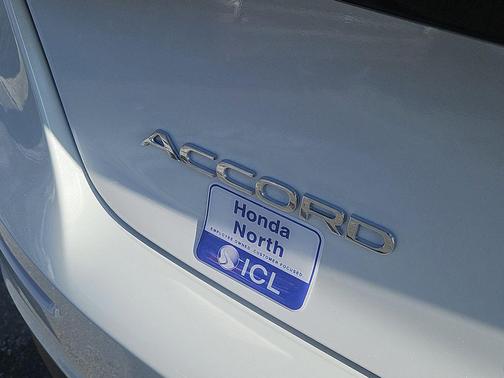 ACCORD
Honda
North
EMPLOYEE OWNED CUSTOMER FOCUSED
ICL